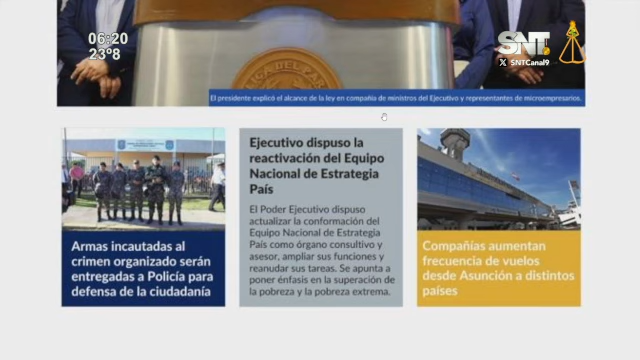 06:20
23°8
SNT
X SNTCanal9
El presidente explicó el alcance de la ley en compañía de ministros del Ejecutivo y representantes de microempresarios.
Armas incautadas al
crimen organizado serán
entregadas a Policía para
defensa de la ciudadanía
Ejecutivo dispuso la
reactivación del Equipo
Nacional de Estrategia
País
El Poder Ejecutivo dispuso
actualizar la conformación del
Equipo Nacional de Estrategia
País como órgano consultivo y
asesor, ampliar sus funciones y
reanudar sus tareas. Se apunta a
poner énfasis en la superación de
la pobreza y la pobreza extrema.
Compañías aumentan
frecuencia de vuelos
desde Asunción a distintos
países